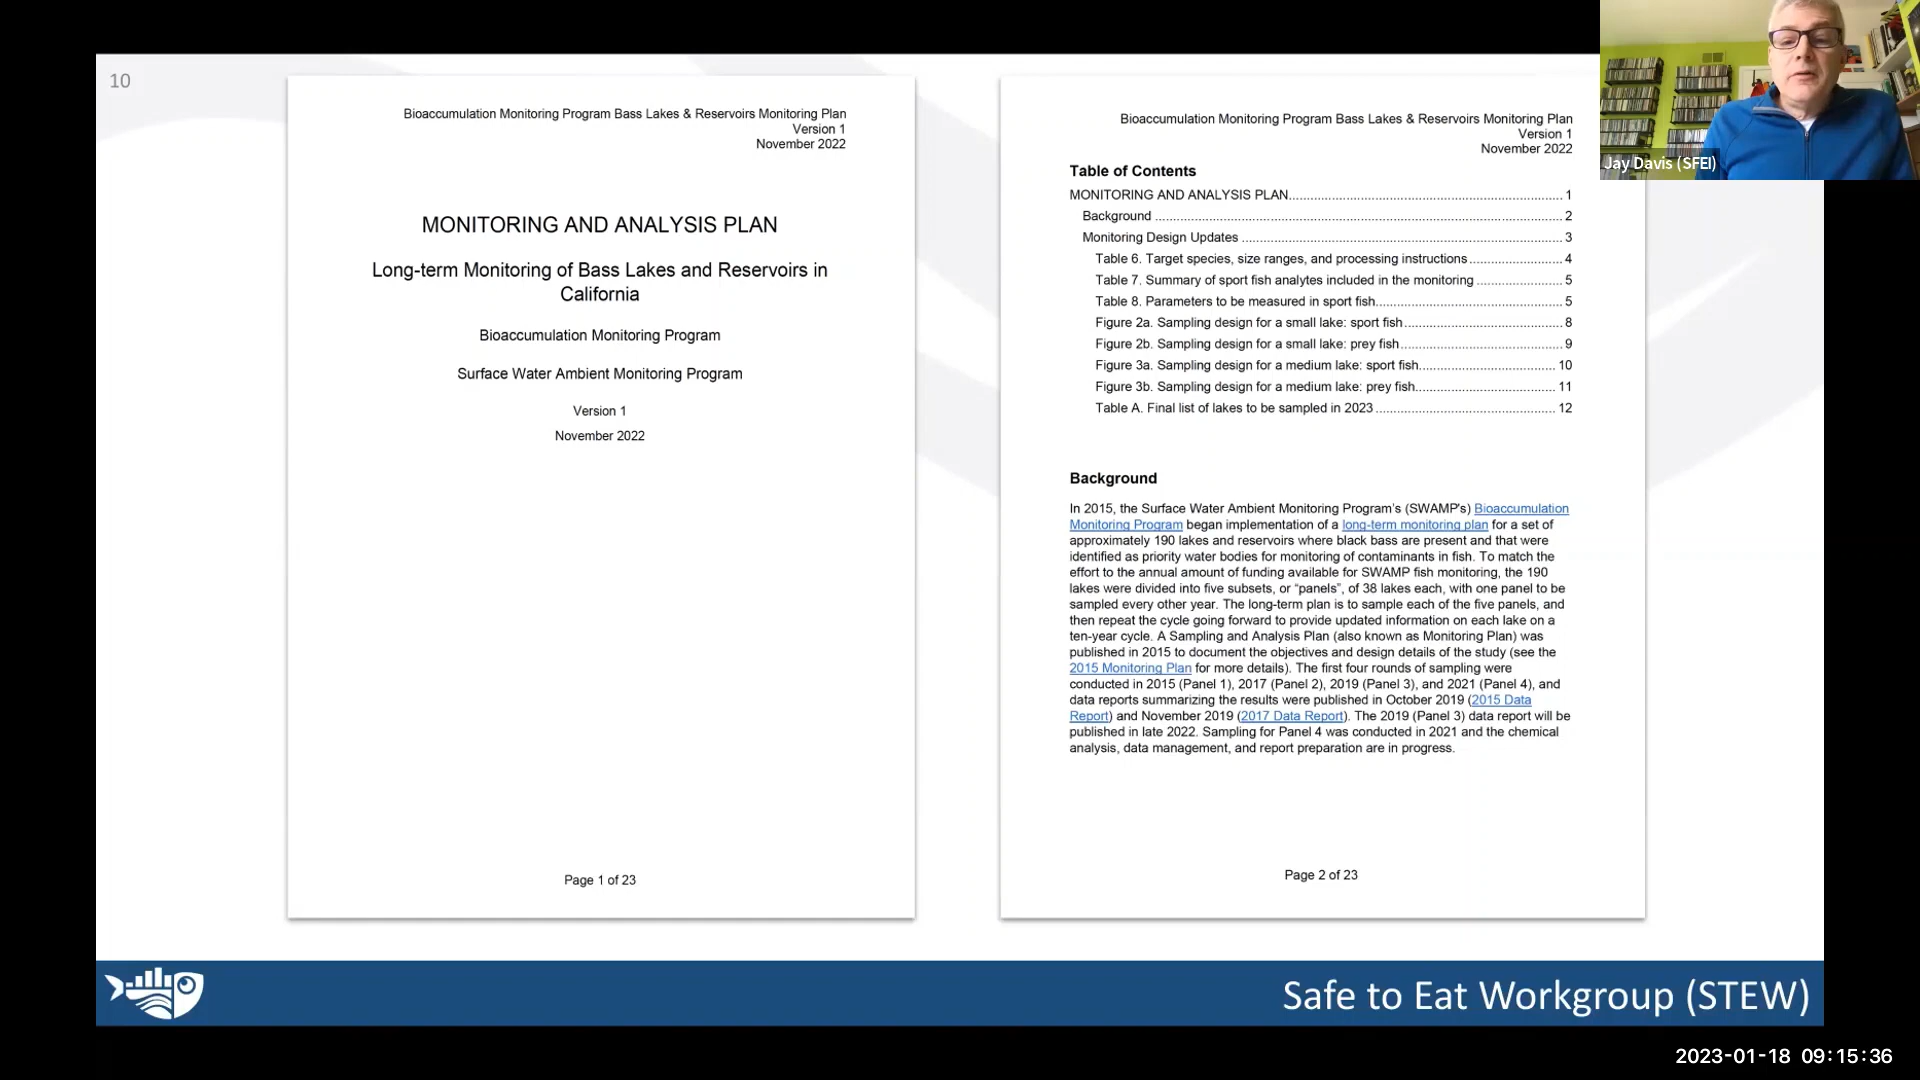 10
Bioaccumulation Monitoring Program Bass Lakes & Reservoirs Monitoring Plan
Version 1
November 2022
MONITORING AND ANALYSIS PLAN
Long-term Monitoring of Bass Lakes and Reservoirs in
California
Bioaccumulation Monitoring Program
Surface Water Ambient Monitoring Program
Version 1
November 2022
Page 1 of 23
Bioaccumulation Monitoring Program Bass Lakes & Reservoirs Monitoring Plan
Version 1
November 2022
Table of Contents
MONITORING AND ANALYSIS PLAN 1
Background 2
Monitoring Design Updates 3
Table 6. Target species, size ranges, and processing instructions 4
Table 7. Summary of sport fish analytes included in the monitoring 5
Table 8. Parameters to be measured in sport fish 5
Figure 2a. Sampling design for a small lake: sport fish 8
Figure 2b. Sampling design for a small lake: prey fish 9
Figure 3a. Sampling design for a medium lake: sport fish 10
Figure 3b. Sampling design for a medium lake: prey fish 11
Table A. Final list of lakes to be sampled in 2023 12
Background
In 2015, the Surface Water Ambient Monitoring Program's (SWAMP's) Bioaccumulation
Monitoring Program began implementation of a long-term monitoring plan for a set of
approximately 190 lakes and reservoirs where black bass are present and that were
identified as priority water bodies for monitoring of contaminants in fish. To match the
effort to the annual amount of funding available for SWAMP fish monitoring, the 190
lakes were divided into five subsets, or “panels”, of 38 lakes each, with one panel to be
sampled every other year. The long-term plan is to sample each of the five panels, and
then repeat the cycle going forward to provide updated information on each lake on a
ten-year cycle. A Sampling and Analysis Plan (also known as Monitoring Plan) was
published in 2015 to document the objectives and design details of the study (see the
2015 Monitoring Plan for more details). The first four rounds of sampling were
conducted in 2015 (Panel 1), 2017 (Panel 2), 2019 (Panel 3), and 2021 (Panel 4), and
data reports summarizing the results were published in October 2019 (2015 Data
Report) and November 2019 (2017 Data Report). The 2019 (Panel 3) data report will be
published in late 2022. Sampling for Panel 4 was conducted in 2021 and the chemical
analysis, data management, and report preparation are in progress.
Page 2 of 23
Jay Davis (SFEI)
Safe to Eat Workgroup (STEW)
2023-01-18 09:15:36